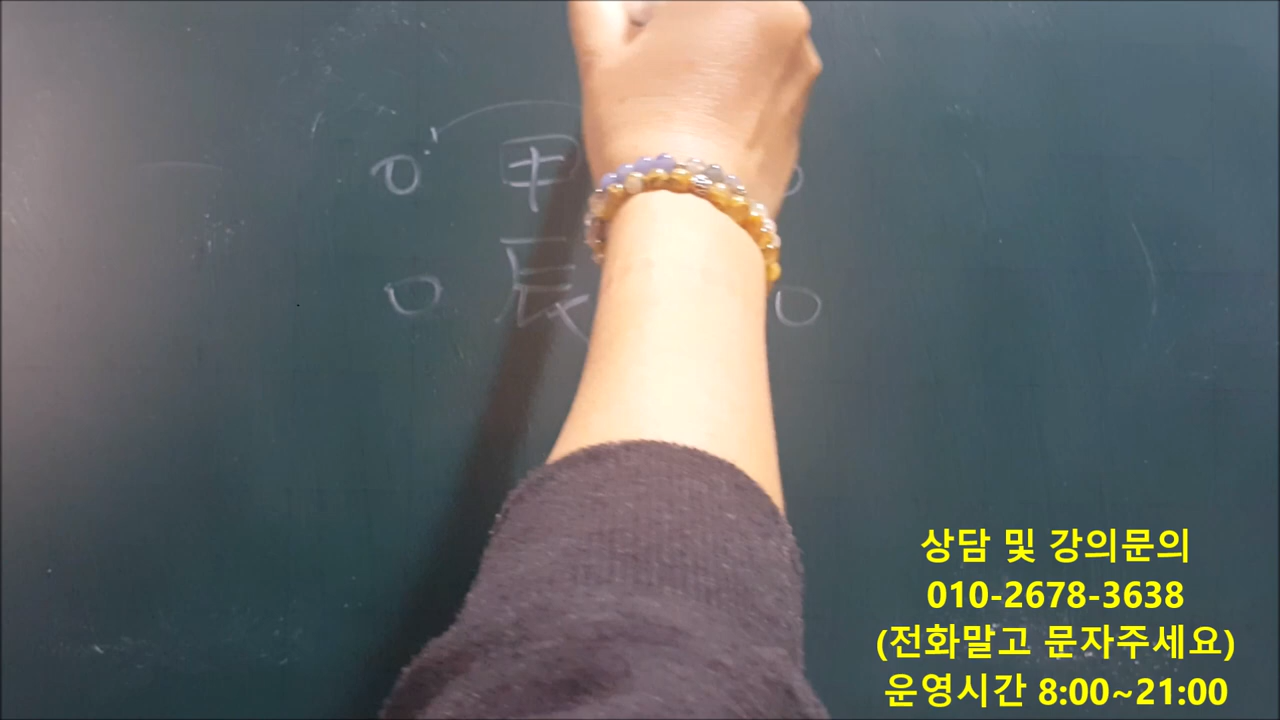 甲
辰
상담 및 강의문의
010-2678-3638
(전화말고 문자주세요)
운영시간 8:00~21:00